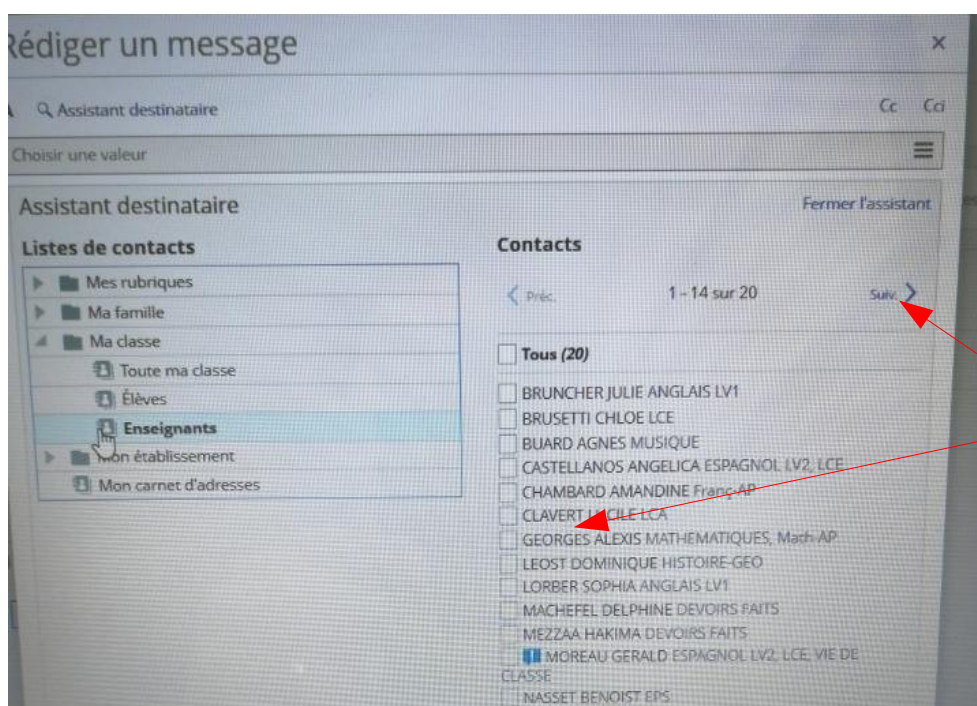 Rédiger un message
×
Assistant destinataire
Cc Cci
Choisir une valeur
Assistant destinataire
Fermer l'assistant
Listes de contacts
Mes rubriques
Ma famille
Ma classe
Toute ma classe
Élèves
Enseignants
Mon établissement
Mon carnet d'adresses
Contacts
Préc. 1 - 14 sur 20 Suiv.
Tous (20)
BRUNCHER JULIE ANGLAIS LV1
BRUSETTI CHLOE LCE
BUARD AGNES MUSIQUE
CASTELLANOS ANGELICA ESPAGNOL LV2, LCE
CHAMBARD AMANDINE Franç-AP
CLAVERT LUCILE LCA
GEORGES ALEXIS MATHEMATIQUES, Math-AP
LEOST DOMINIQUE HISTOIRE-GEO
LORBER SOPHIA ANGLAIS LV1
MACHEFEL DELPHINE DEVOIRS FAITS
MEZZAA HAKIMA DEVOIRS FAITS
MOREAU GERALD ESPAGNOL LV2, LCE, VIE DE
CLASSE
NASSET BENOIST EPS